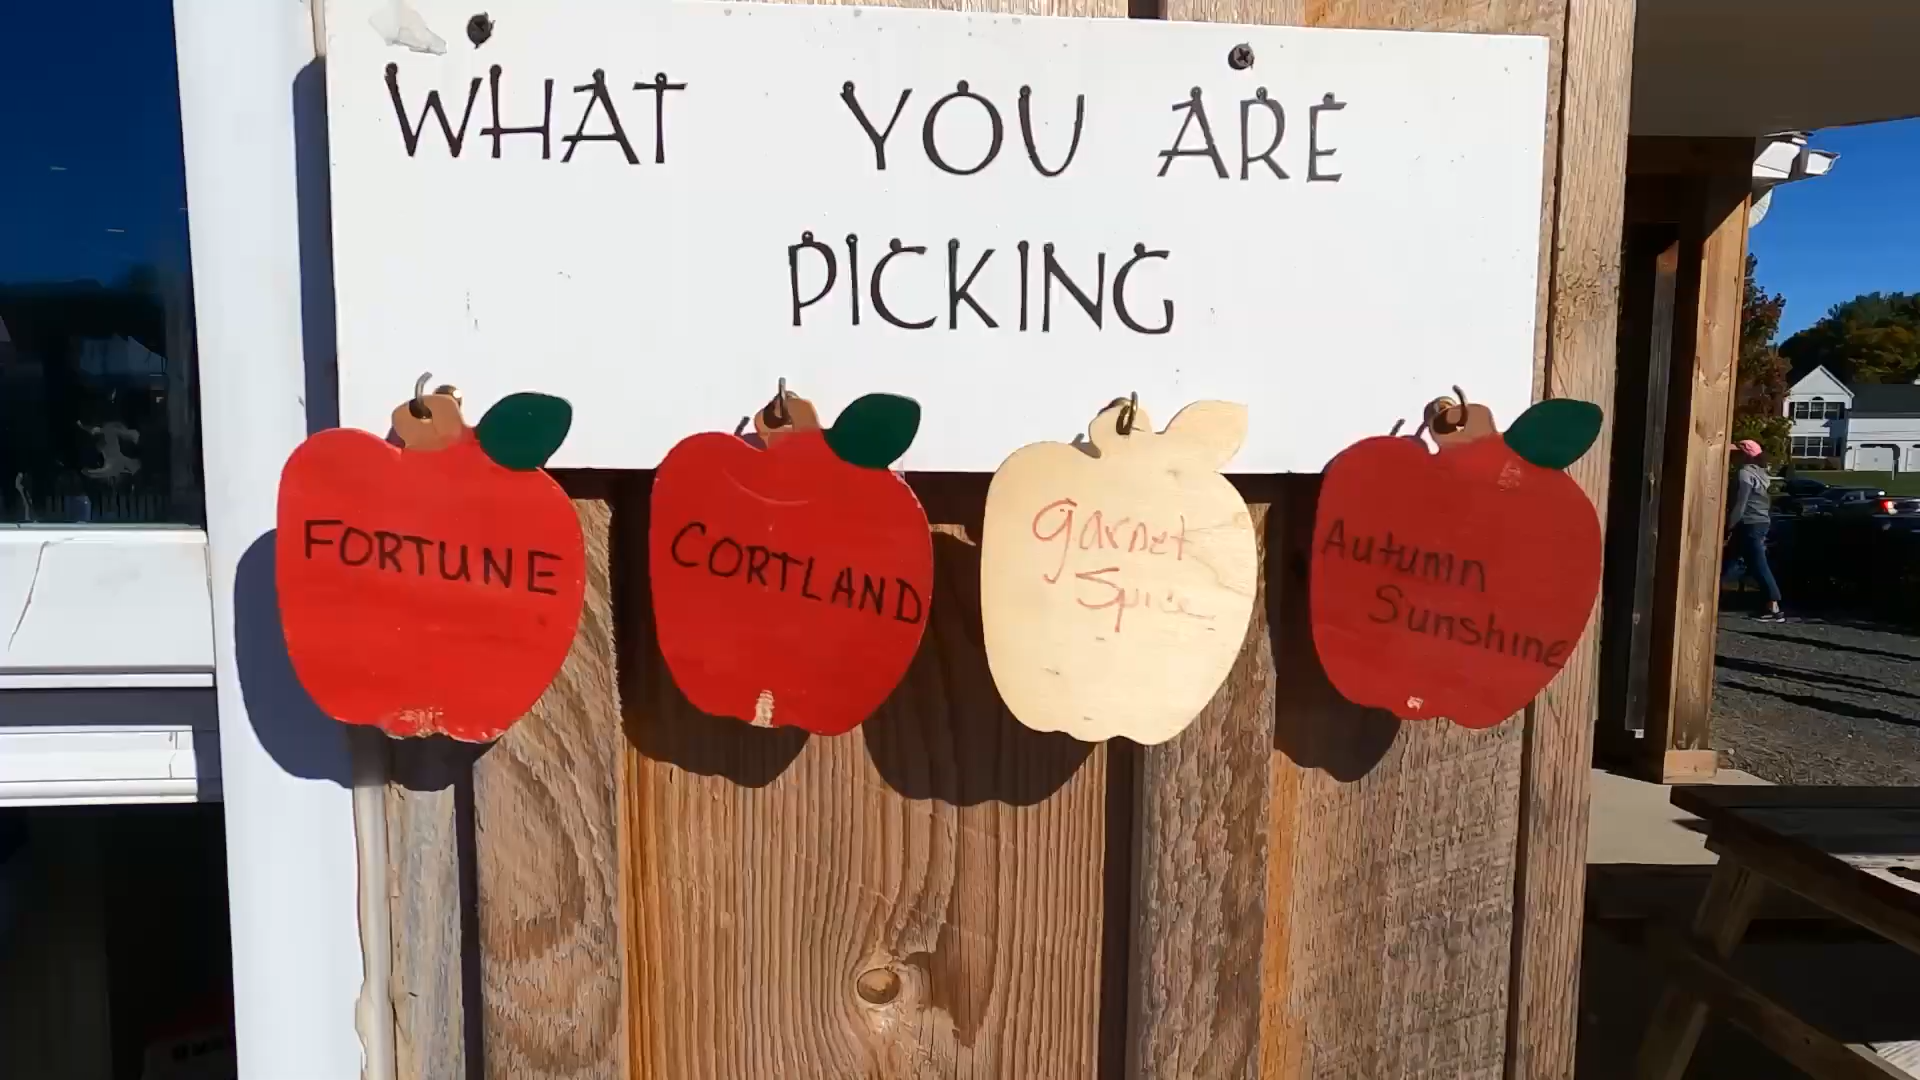 WHAT YOU ARE
PICKING
FORTUNE
CORTLAND
garnet
Spice
Autumn
Sunshine